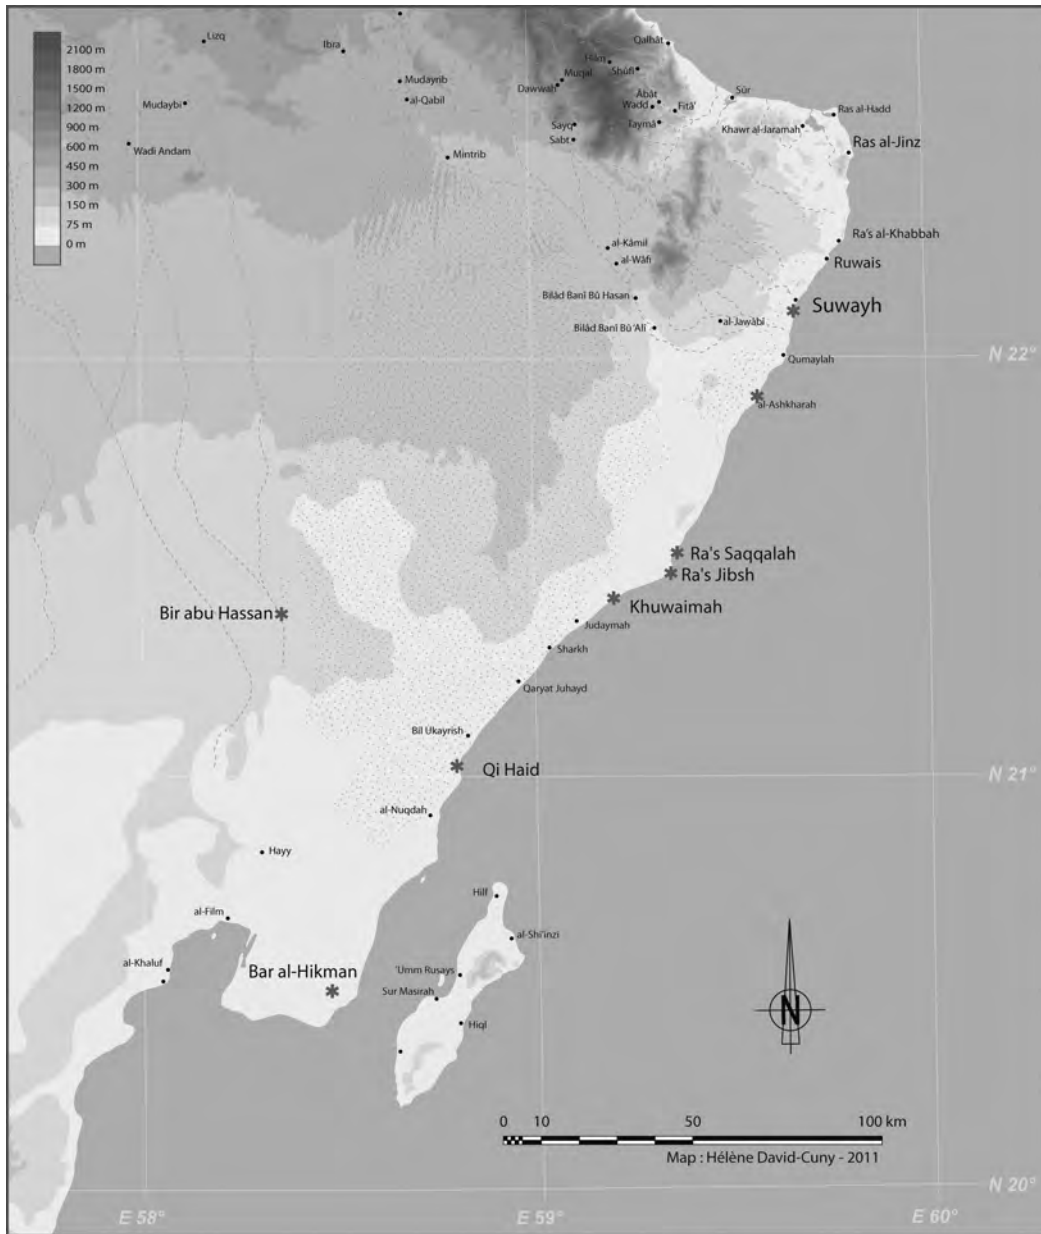 Lizq
Ibra
Qalhât
2100 m
1800 m
1500 m
1200 m
900 m
600 m
450 m
300 m
150 m
75 m
0 m
Hilm
Shûfi
Mudayrib
Muqal
Dawwah
al-Qabil
Mudaybi
Âbât
Wadd
Fitâ'
Sûr
Ras al-Hadd
Sayq
Taymâ
Khawr al-Jaramah
Sabt
Ras al-Jinz
Wadi Andam
Mintrib
Ra's al-Khabbah
al-Kâmil
al-Wâfi
Ruwais
Bilâd Banî Bû Hasan
Suwayh
al-Jawâbî
Bilâd Banî Bû 'Alî
N 22°
Qumaylah
al-Ashkharah
Ra's Saqqalah
Ra's Jibsh
Khuwaimah
Bir abu Hassan
Judaymah
Sharkh
Qaryat Juhayd
Bil Ukayrish
Qi Haid
N 21°
al-Nuqdah
Hayy
Hilf
al-Film
al-Shi'inzi
al-Khaluf
Bar al-Hikman
'Umm Rusays
Sur Masirah
N
Hiql
0 10 50 100 km
Map : Hélène David-Cuny - 2011
N 20°
E 58° E 59° E 60°